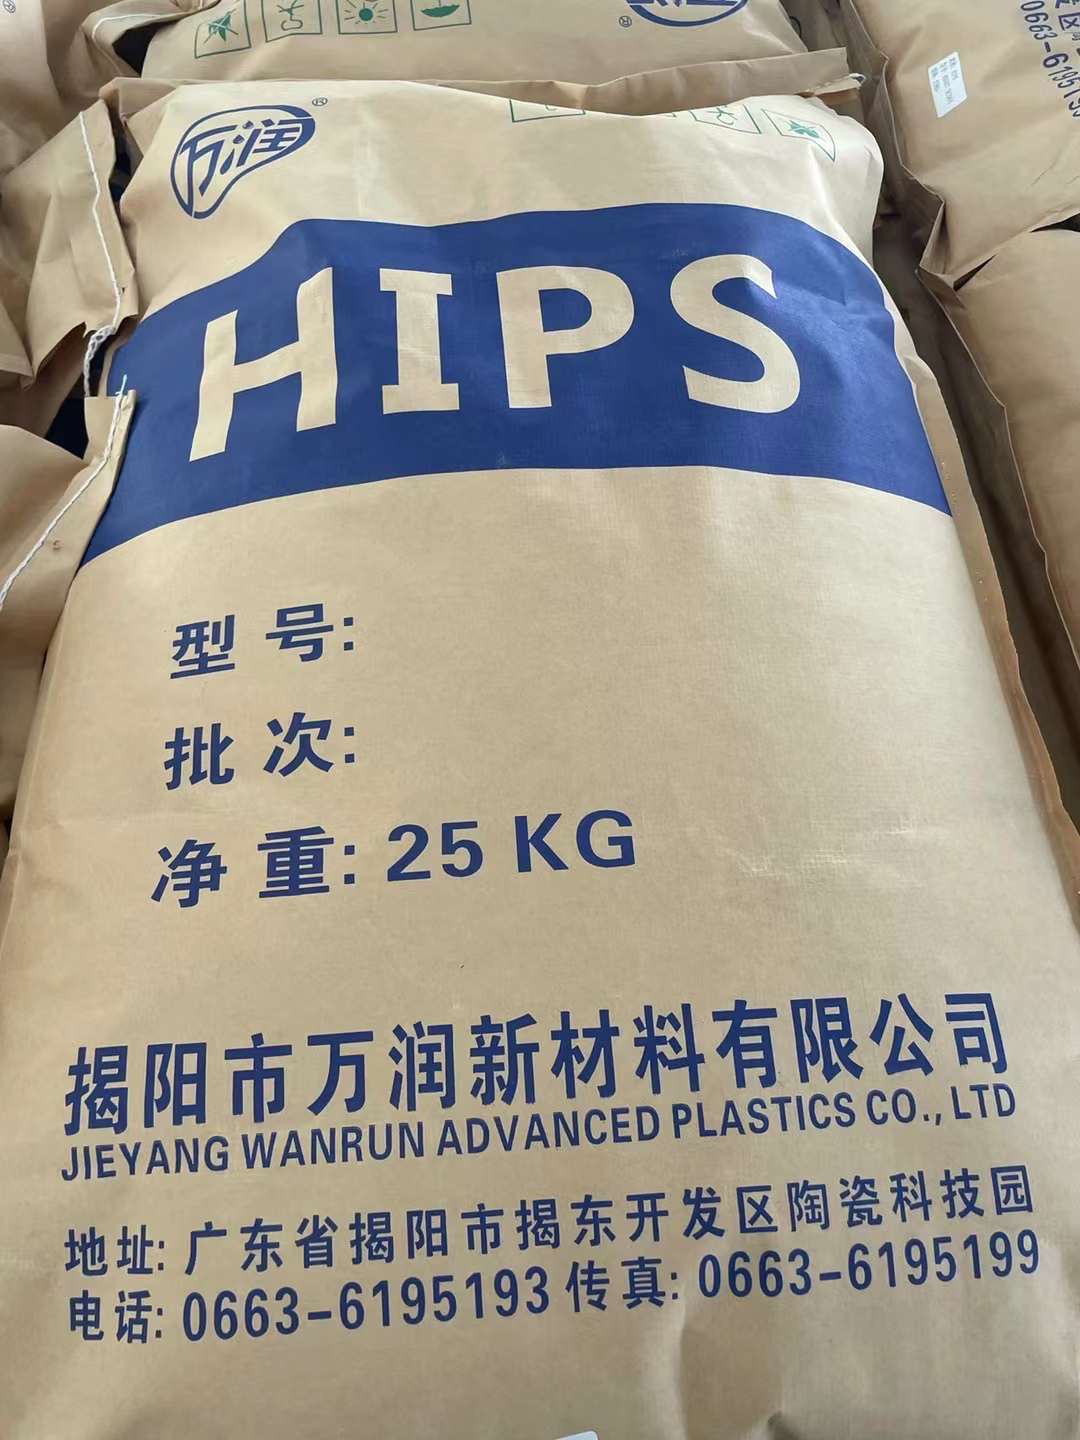 万润®
HIPS
型号:
批次:
净重: 25 KG
揭阳市万润新材料有限公司
JIEYANG WANRUN ADVANCED PLASTICS CO., LTD
地址: 广东省揭阳市揭东开发区陶瓷科技园
电话: 0663-6195193 传真: 0663-6195199
0663-6195193